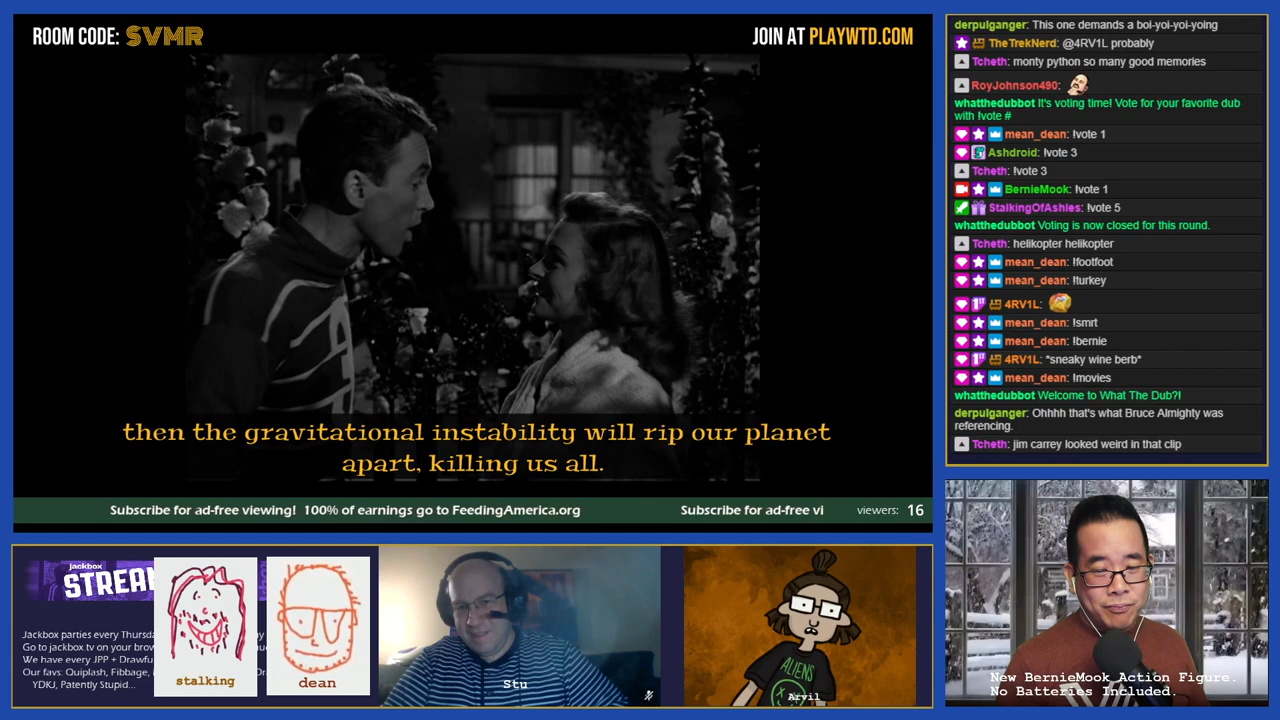 ROOM CODE: SVMR
JOIN AT PLAYWTD.COM
then the gravitational instability will rip our planet
apart, killing us all.
Subscribe for ad-free viewing! 100% of earnings go to FeedingAmerica.org
Subscribe for ad-free vi
viewers: 16
derpulganger: This one demands a boi-yoi-yoi-yoing
TheTrekNerd: @4RV1L probably
Tcheth: monty python so many good memories
RoyJohnson490:
whatthedubbot It's voting time! Vote for your favorite dub
with !vote #
mean_dean: !vote 1
Ashdroid: !vote 3
Tcheth: !vote 3
BernieMook: !vote 1
StalkingOfAshles: !vote 5
whatthedubbot Voting is now closed for this round.
Tcheth: helikopter helikopter
mean_dean: !footfoot
mean_dean: !turkey
4RV1L:
mean_dean: !smrt
mean_dean: !bernie
4RV1L: *sneaky wine berb*
mean_dean: !movies
whatthedubbot Welcome to What The Dub?!
derpulganger: Ohhhh that's what Bruce Almighty was
referencing.
Tcheth: jim carrey looked weird in that clip
jackbox
STREA
Jackbox parties every Thursda
Go to jackbox.tv on your brow
We have every JPP + Drawfu
Our favs: Quiplash, Fibbage,
YDKJ, Patently Stupid...
stalking
dean
Stu
ALIENS
Arvil
New BernieMook Action Figure.
No Batteries Included.